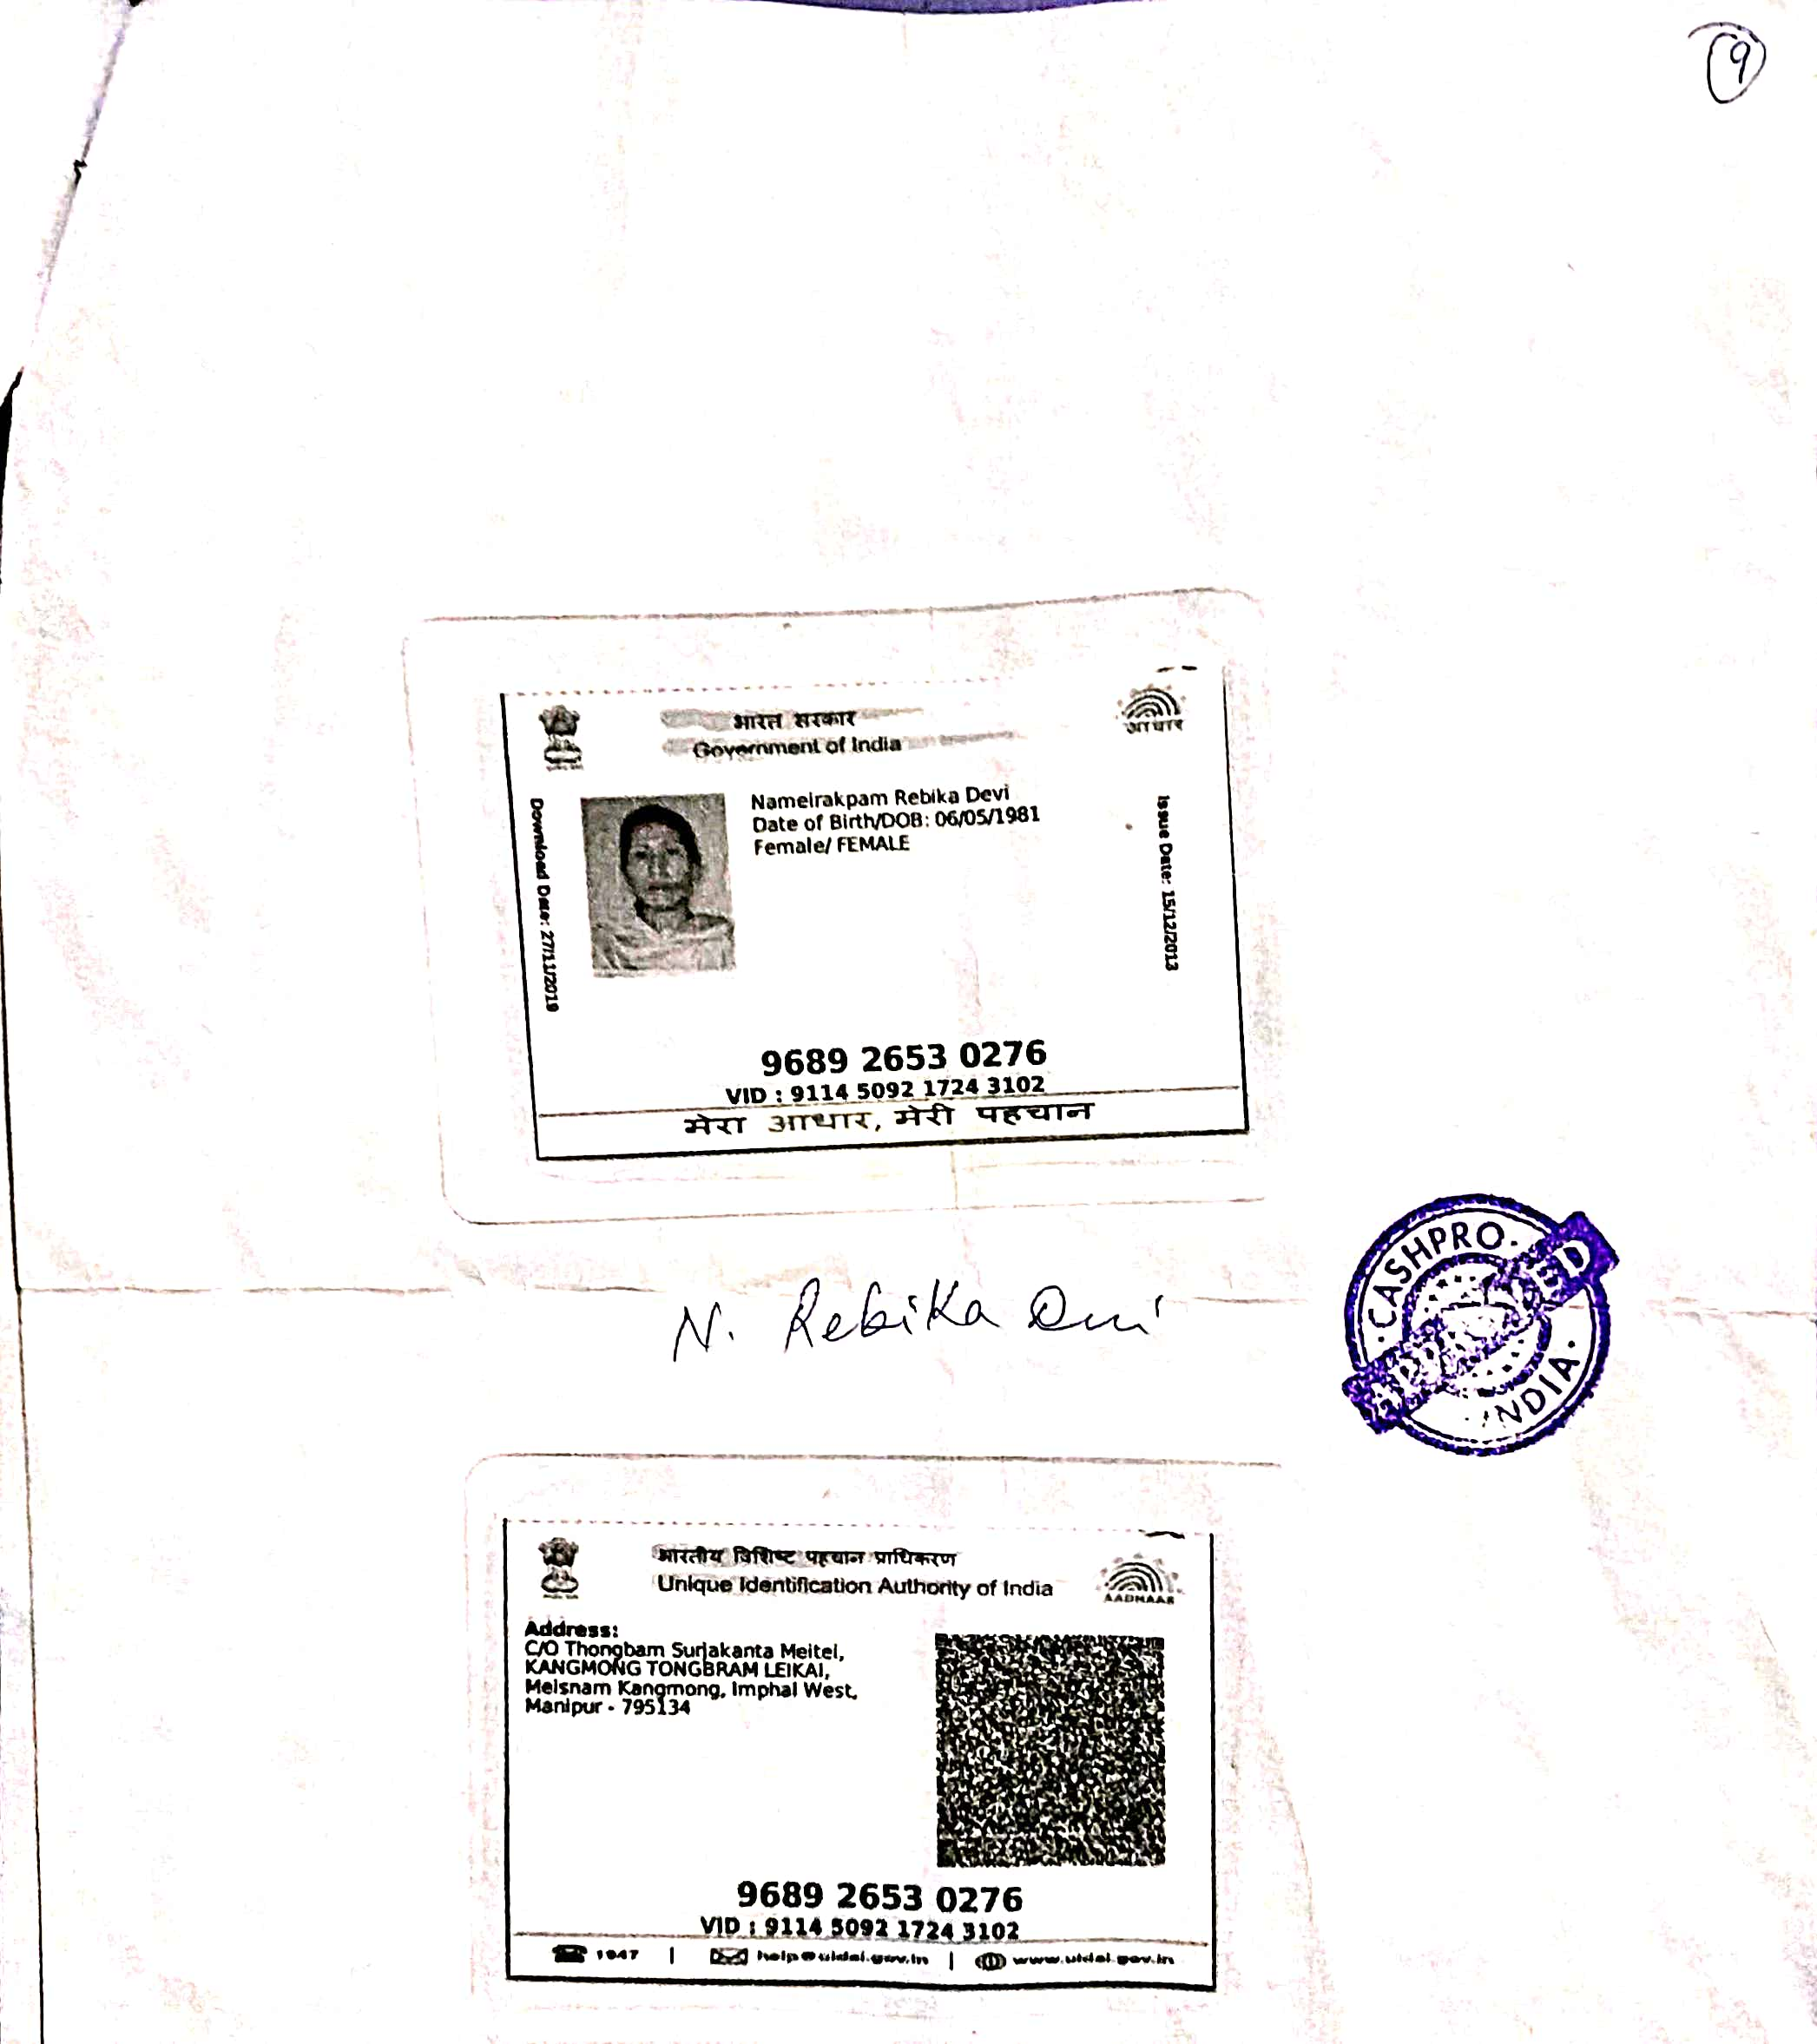 9
भारत सरकार
Government of India
आधार
Nameirakpam Rebika Devi
Date of Birth/DOB: 06/05/1981
Female/ FEMALE
Download Date: 27/11/2019
Issue Date: 15/12/2013
9689 2653 0276
VID : 9114 5092 1724 3102
मेरा आधार, मेरी पहचान
N. Rebika Devi
CASHPRO
INDIA
भारतीय विशिष्ट पहचान प्राधिकरण
Unique Identification Authority of India
AADHAAR
Address:
C/O Thongbam Surjakanta Meitei,
KANGMONG TONGBRAM LEIKAI,
Meisnam Kangmong, Imphal West,
Manipur - 795134
9689 2653 0276
VID : 9114 5092 1724 3102
1947 | help@uidai.gov.in | www.uidai.gov.in